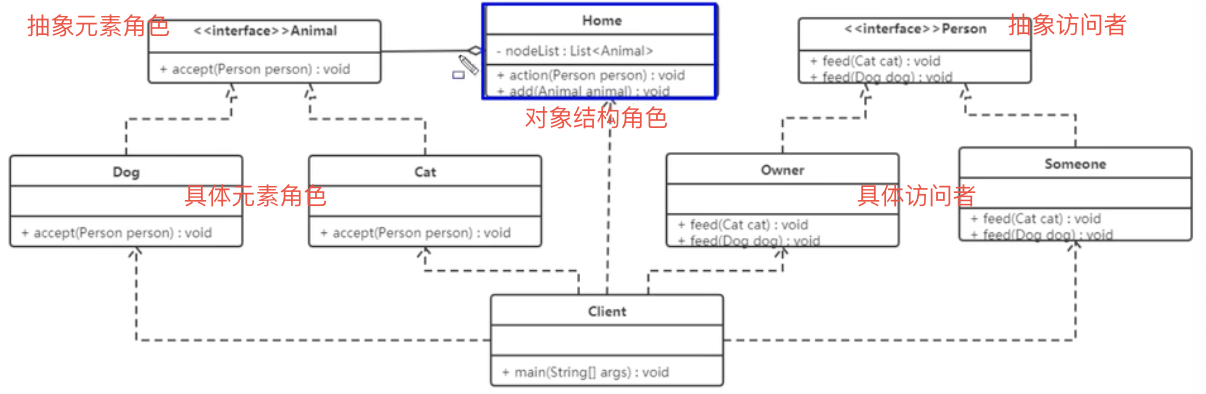 抽象元素角色
<<interface>>Animal
+ accept(Person person) : void
Home
- nodeList : List<Animal>
+ action(Person person) : void
+ add(Animal animal) : void
对象结构角色
抽象访问者
<<interface>>Person
+ feed(Cat cat) : void
+ feed(Dog dog) : void
Dog
+ accept(Person person) : void
具体元素角色
Cat
+ accept(Person person) : void
Owner
+ feed(Cat cat) : void
+ feed(Dog dog) : void
具体访问者
Someone
+ feed(Cat cat) : void
+ feed(Dog dog) : void
Client
+ main(String[] args) : void